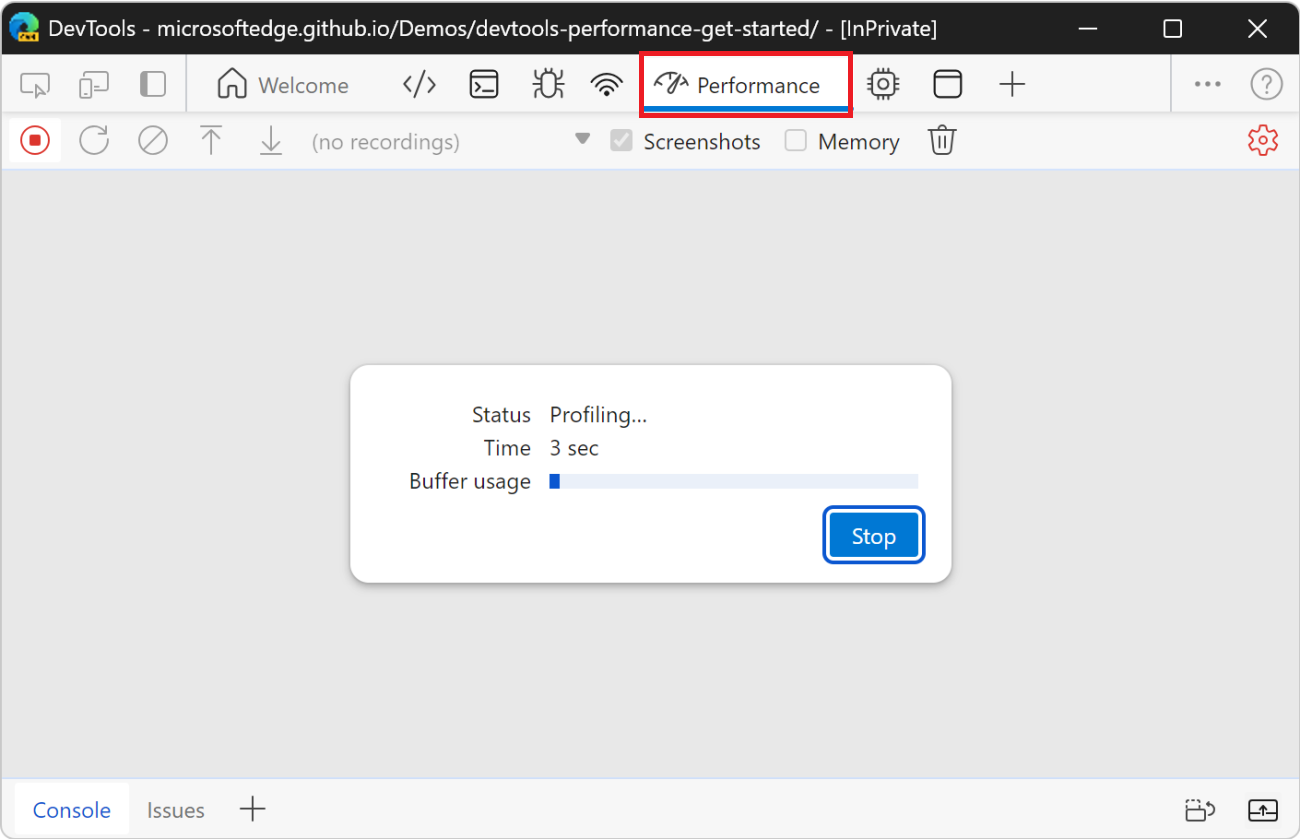 DevTools - microsoftedge.github.io/Demos/devtools-performance-get-started/ - [InPrivate]
Welcome
Performance
(no recordings)
Screenshots
Memory
Status Profiling...
Time 3 sec
Buffer usage
Stop
Console
Issues